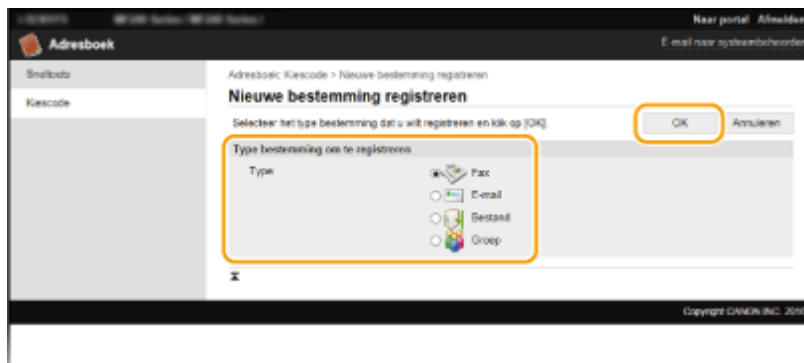 Naar portal Afmelden
Adresboek
E-mail naar systeembeheerder
Sneltoets
Kiescode
Adresboek: Kiescode > Nieuwe bestemming registreren
Nieuwe bestemming registreren
Selecteer het type bestemming dat u wilt registreren en klik op [OK].
OK Annuleren
Type bestemming om te registreren
Type:
Fax
E-mail
Bestand
Groep
Copyright CANON INC. 2010